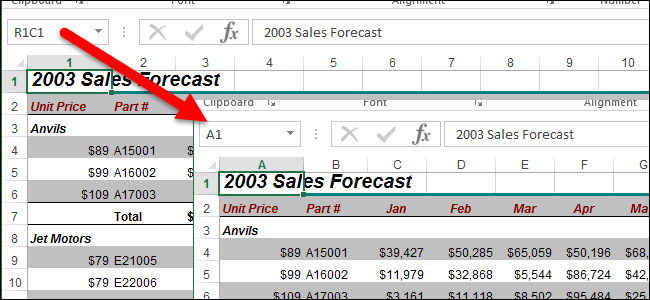 Font
Alignment
Number
R1C1
fx
2003 Sales Forecast
1 2 3 4 5 6 7 8 9 10
1 2003 Sales Forecast
2 Unit Price Part #
3 Anvils
4 $89 A15001 $
5 $99 A16002
6 $109 A17003
7 Total $
8 Jet Motors
9 $79 E21005
10 $79 E22006
Clipboard Font Alignment
A1
fx
2003 Sales Forecast
A B C D E F G
1 2003 Sales Forecast
2 Unit Price Part # Jan Feb Mar Apr
3 Anvils
4 $89 A15001 $39,427 $50,285 $65,059 $50,196 $68,
5 $99 A16002 $11,979 $32,868 $5,544 $86,724 $42,
6 $109 A17003 $3,161 $11,118 $8,502 $95,484 $25,